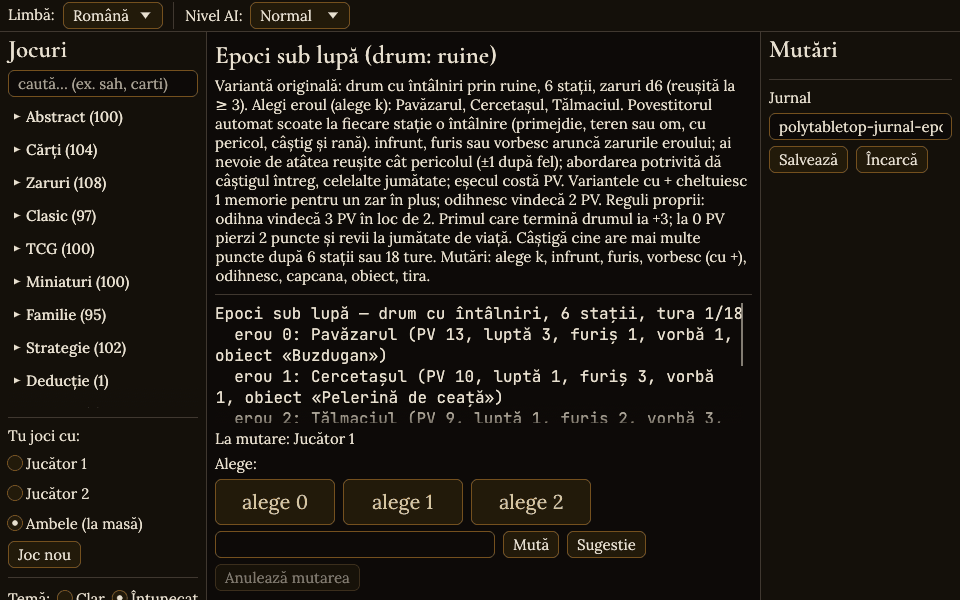 Limbă: Română ▼ Nivel AI: Normal ▼
Jocuri
caută... (ex. sah, carti)
▸ Abstract (100)
▸ Cărți (104)
▸ Zaruri (108)
▸ Clasic (97)
▸ TCG (100)
▸ Miniaturi (100)
▸ Familie (95)
▸ Strategie (102)
▸ Deducție (1)
Tu joci cu:
Jucător 1
Jucător 2
Ambele (la masă)
Joc nou
Temă: Clar Întunecat
Epoci sub lupă (drum: ruine)
Variantă originală: drum cu întâlniri prin ruine, 6 stații, zaruri d6 (reușită la
≥ 3). Alegi eroul (alege k): Pavăzarul, Cercetașul, Tălmaciul. Povestitorul
automat scoate la fiecare stație o întâlnire (primejdie, teren sau om, cu
pericol, câștig și rană). infrunt, furis sau vorbesc aruncă zarurile eroului; ai
nevoie de atâtea reușite cât pericolul (±1 după fel); abordarea potrivită dă
câștigul întreg, celelalte jumătate; eșecul costă PV. Variantele cu + cheltuiesc
1 memorie pentru un zar în plus; odihnesc vindecă 2 PV. Reguli proprii:
odihna vindecă 3 PV în loc de 2. Primul care termină drumul ia +3; la 0 PV
pierzi 2 puncte și revii la jumătate de viață. Câștigă cine are mai multe
puncte după 6 stații sau 18 ture. Mutări: alege k, infrunt, furis, vorbesc (cu +),
odihnesc, capcana, obiect, tira.
Epoci sub lupă — drum cu întâlniri, 6 stații, tura 1/18
erou 0: Pavăzarul (PV 13, luptă 3, furiș 1, vorbă 1,
obiect «Buzdugan»)
erou 1: Cercetașul (PV 10, luptă 1, furiș 3, vorbă
1, obiect «Pelerină de ceață»)
erou 2: Tălmaciul (PV 9, luptă 1, furiș 2, vorbă 3,
La mutare: Jucător 1
Alege:
alege 0 alege 1 alege 2
Mută Sugestie
Anulează mutarea
Mutări
Jurnal
polytabletop-jurnal-epo
Salvează Încarcă